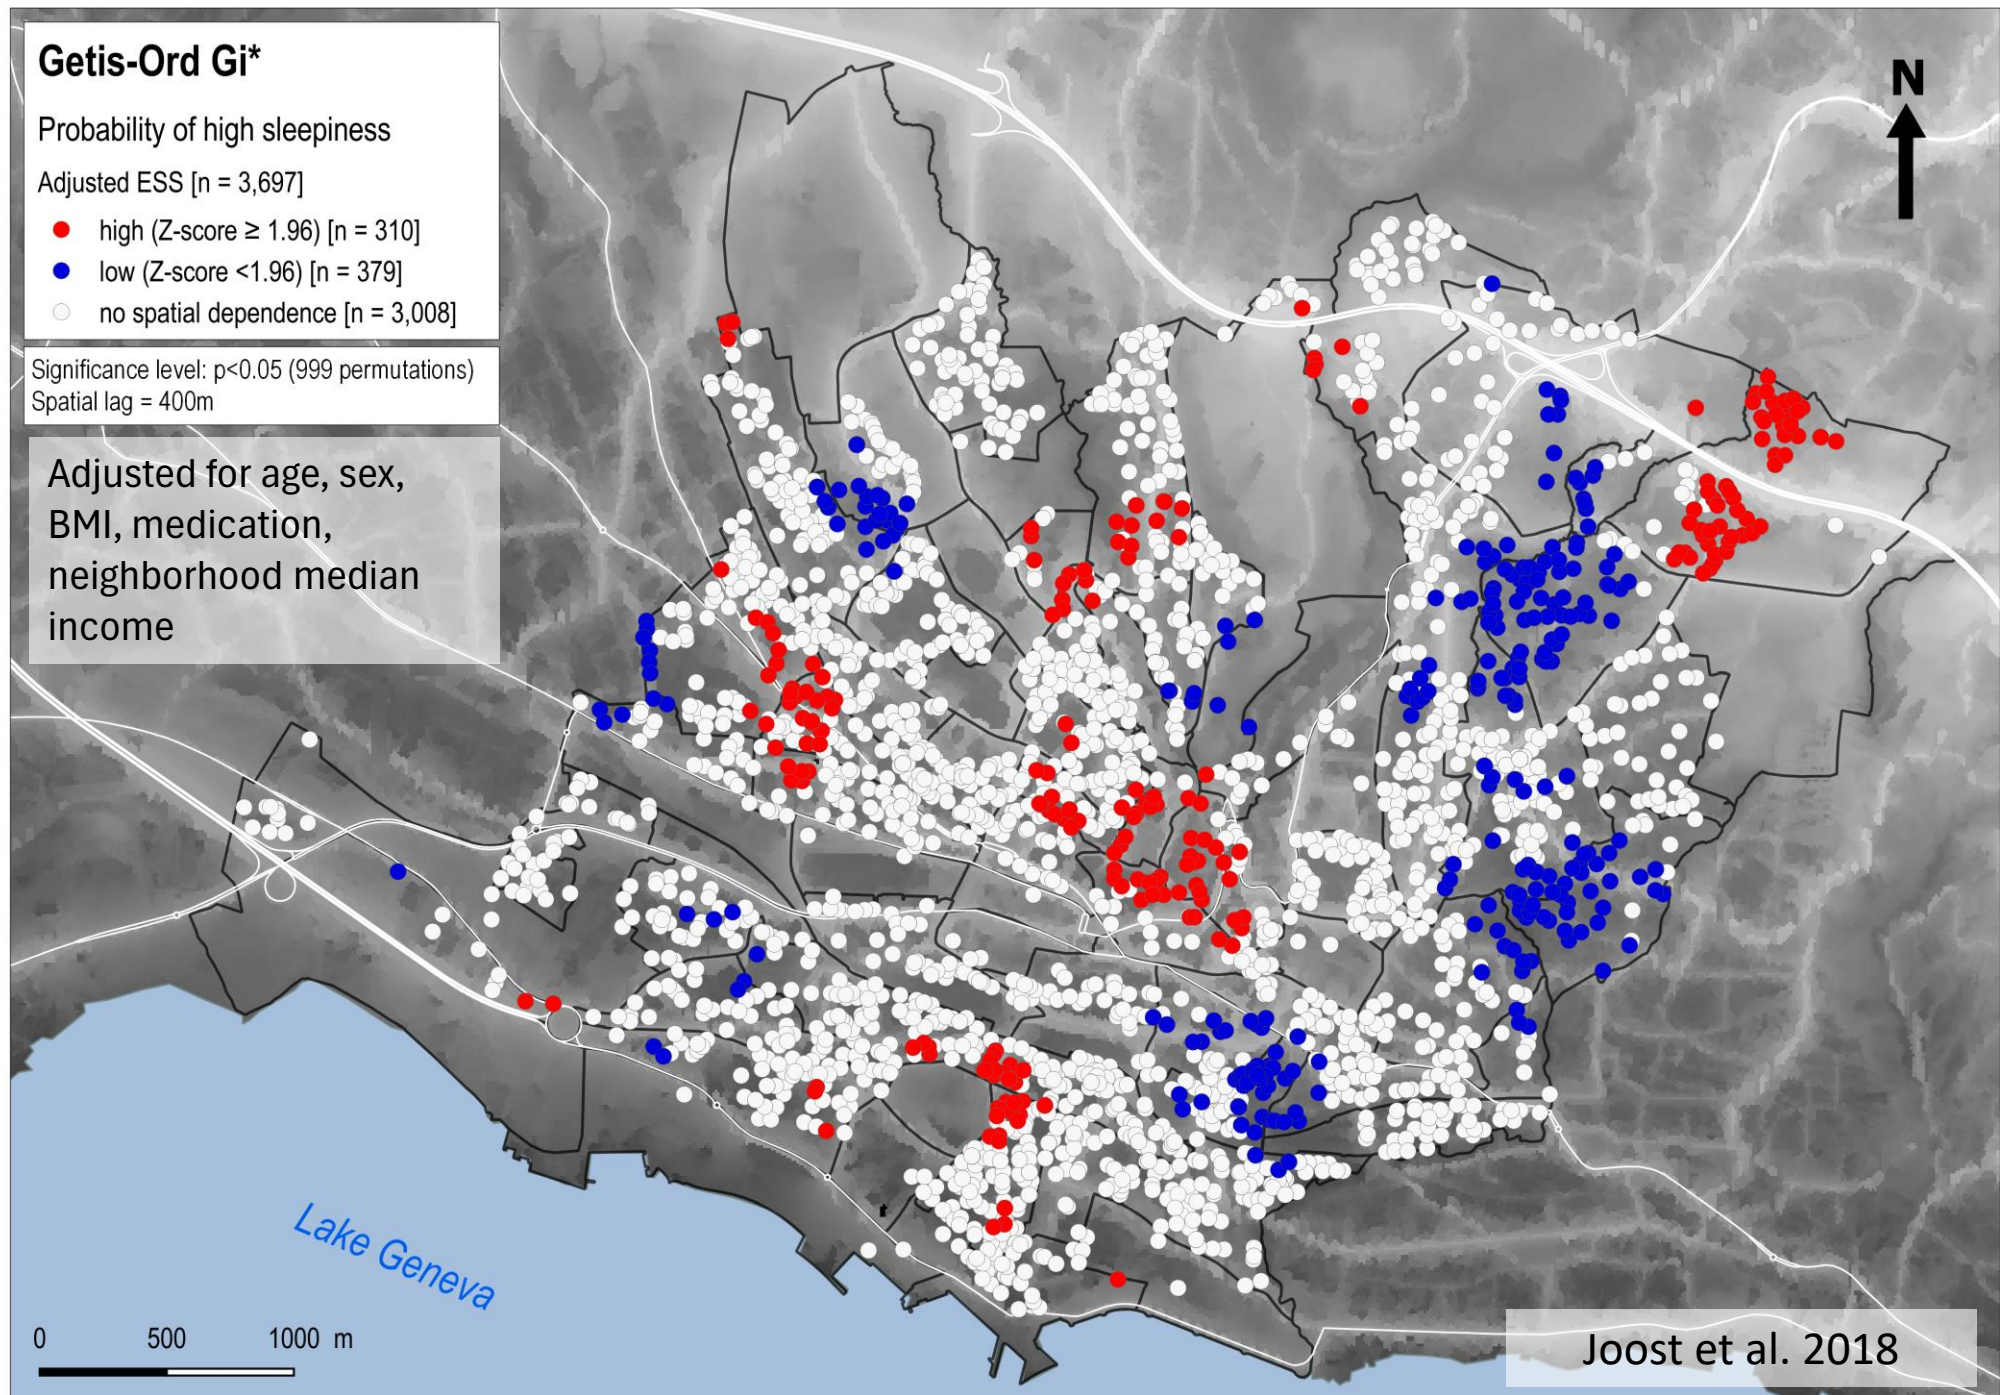 Getis-Ord Gi*
Probability of high sleepiness
Adjusted ESS [n = 3,697]
high (Z-score ≥ 1.96) [n = 310]
low (Z-score <1.96) [n = 379]
no spatial dependence [n = 3,008]
Significance level: p<0.05 (999 permutations)
Spatial lag = 400m
Adjusted for age, sex,
BMI, medication,
neighborhood median
income
N
Lake Geneva
0 500 1000 m
Joost et al. 2018